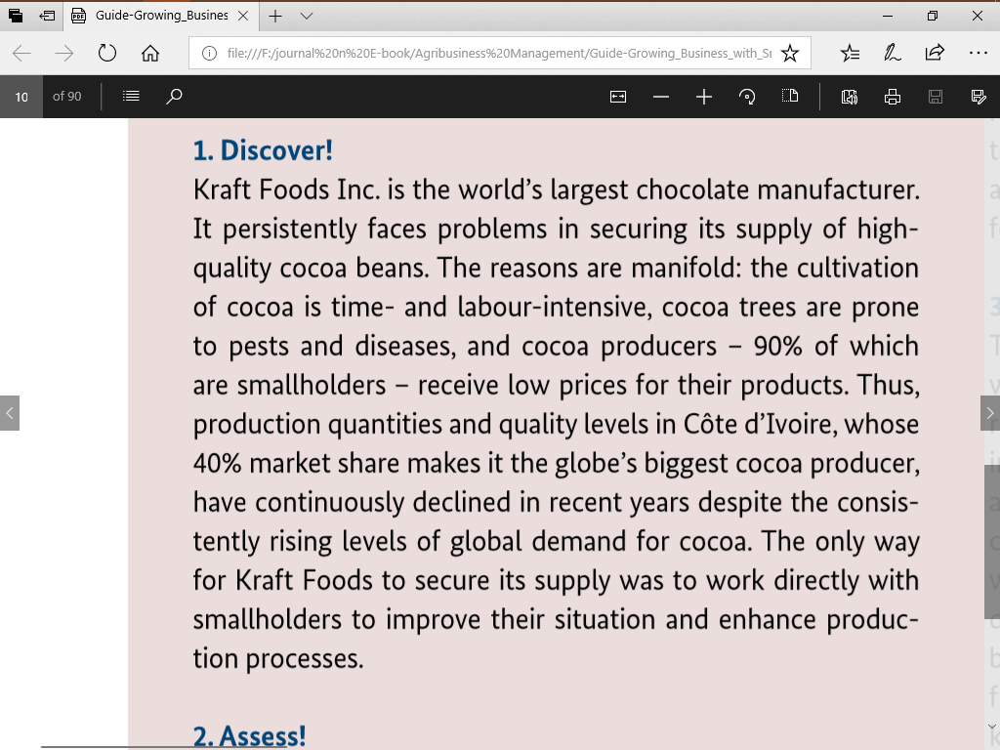 Guide-Growing_Busines
file:///F:/journal%20n%20E-book/Agribusiness%20Management/Guide-Growing_Business_with_Sr
10 of 90
1. Discover!
Kraft Foods Inc. is the world's largest chocolate manufacturer.
It persistently faces problems in securing its supply of high-
quality cocoa beans. The reasons are manifold: the cultivation
of cocoa is time- and labour-intensive, cocoa trees are prone
to pests and diseases, and cocoa producers – 90% of which
are smallholders – receive low prices for their products. Thus,
production quantities and quality levels in Côte d'Ivoire, whose
40% market share makes it the globe's biggest cocoa producer,
have continuously declined in recent years despite the consis-
tently rising levels of global demand for cocoa. The only way
for Kraft Foods to secure its supply was to work directly with
smallholders to improve their situation and enhance produc-
tion processes.
2. Assess!